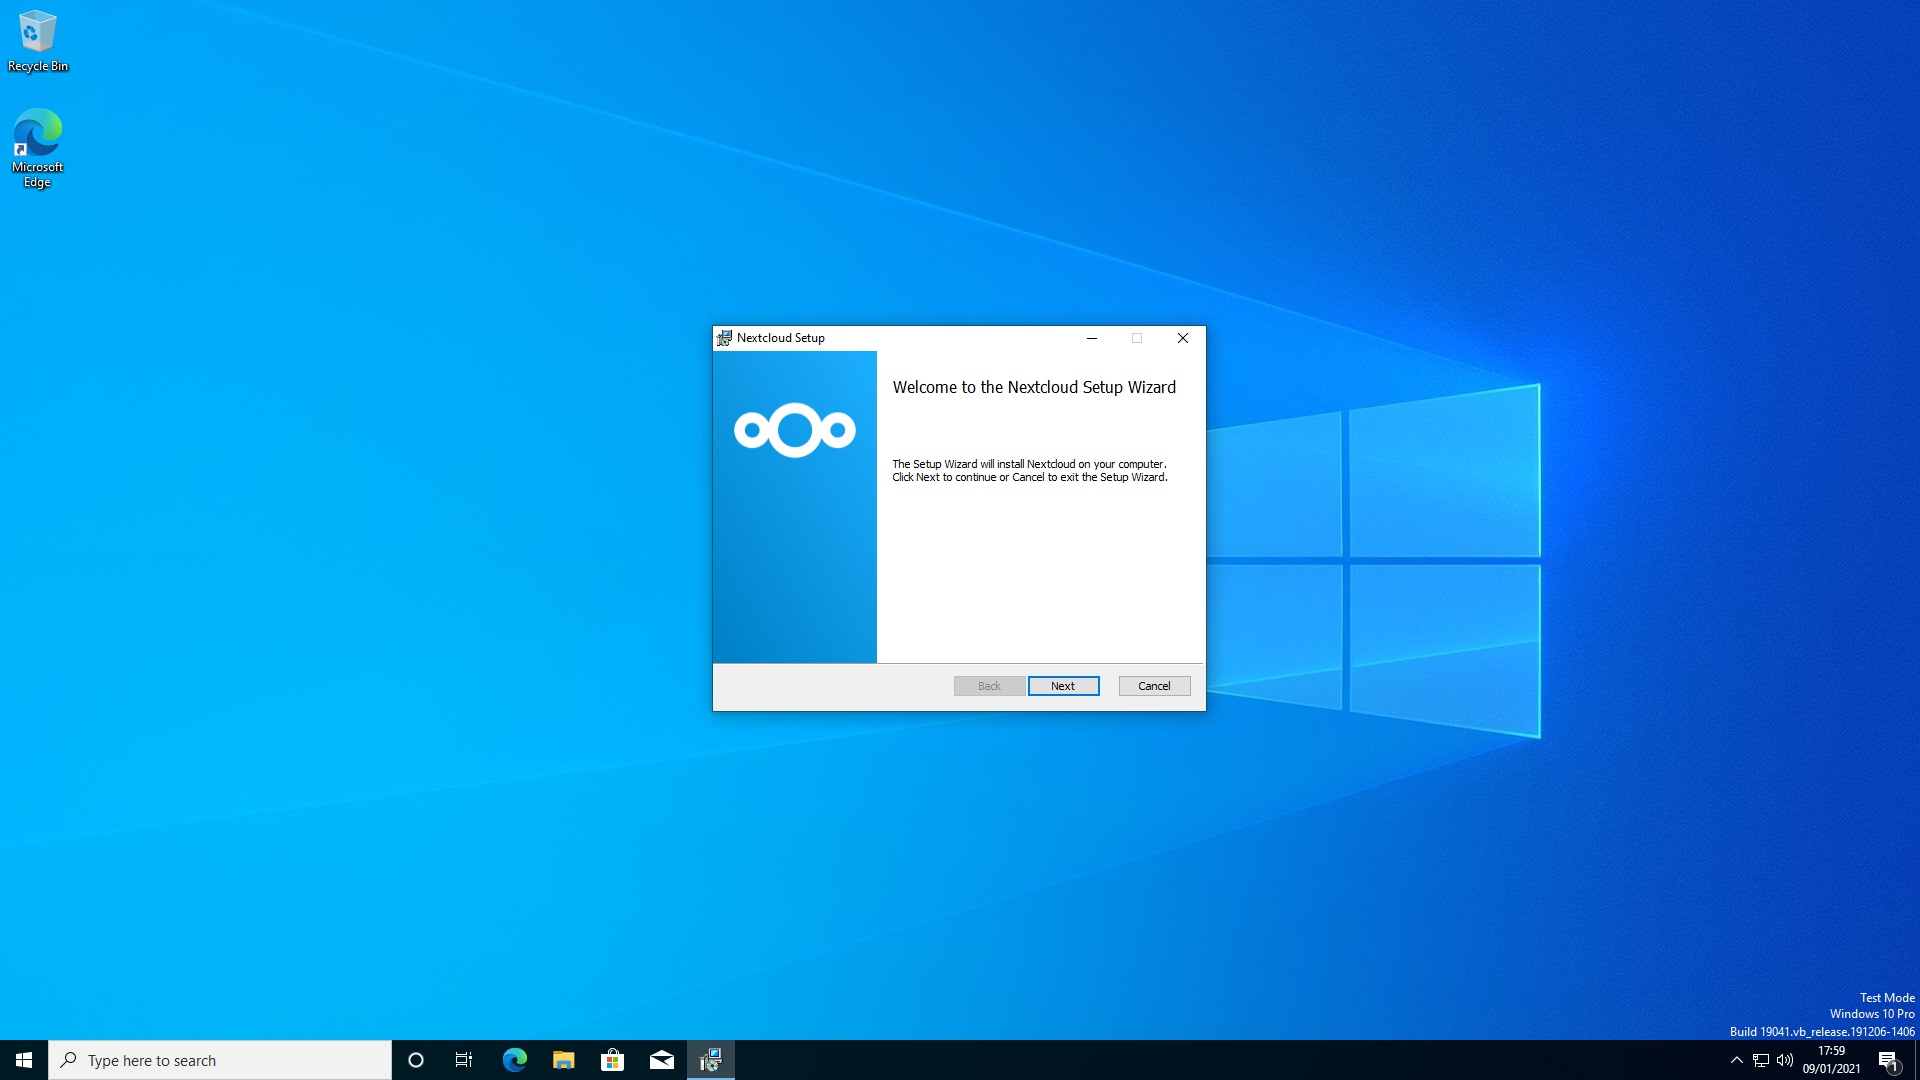 Recycle Bin
Microsoft
Edge
Nextcloud Setup
Welcome to the Nextcloud Setup Wizard
The Setup Wizard will install Nextcloud on your computer.
Click Next to continue or Cancel to exit the Setup Wizard.
Back
Next
Cancel
Test Mode
Windows 10 Pro
Build 19041.vb_release.191206-1406
Type here to search
17:59
09/01/2021
1